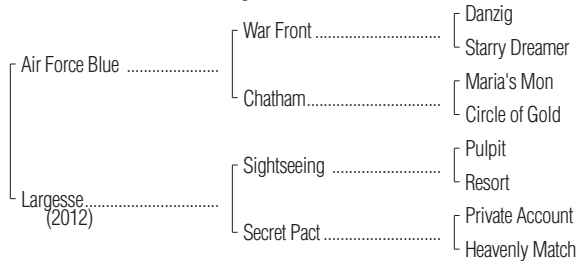 Danzig
War Front ......................................
Starry Dreamer
Air Force Blue ............................
Maria's Mon
Chatham..........................................
Circle of Gold
Pulpit
Sightseeing ..................................
Resort
Largesse.........................................
(2012)
Private Account
Secret Pact ....................................
Heavenly Match